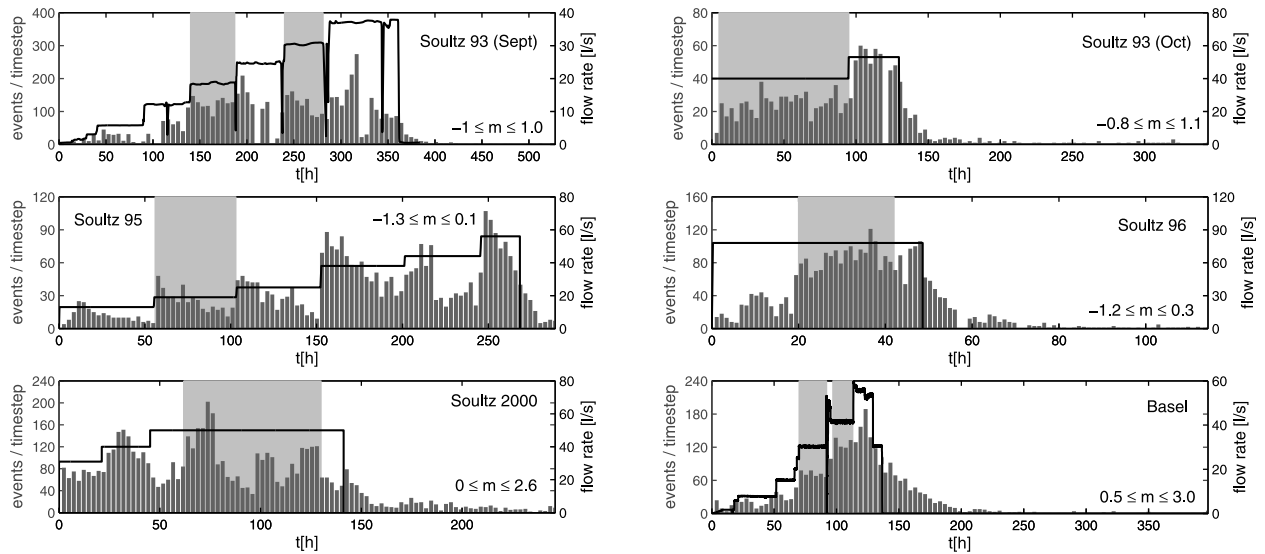 Soultz 93 (Sept)
−1 ≤ m ≤ 1.0
events / timestep
flow rate [l/s]
0 100 200 300 400
0 10 20 30 40
0 50 100 150 200 250 300 350 400 450 500
t[h]
Soultz 93 (Oct)
−0.8 ≤ m ≤ 1.1
events / timestep
flow rate [l/s]
0 20 40 60 80
0 20 40 60 80
0 50 100 150 200 250 300
t[h]
Soultz 95
−1.3 ≤ m ≤ 0.1
events / timestep
flow rate [l/s]
0 30 60 90 120
0 20 40 60 80
0 50 100 150 200 250
t[h]
Soultz 96
−1.2 ≤ m ≤ 0.3
events / timestep
flow rate [l/s]
0 40 80 120 160
0 30 60 90 120
0 20 40 60 80 100
t[h]
Soultz 2000
0 ≤ m ≤ 2.6
events / timestep
flow rate [l/s]
0 40 80 120 160 200 240
0 10 20 30 40 50 60 70 80
0 50 100 150 200
t[h]
Basel
0.5 ≤ m ≤ 3.0
events / timestep
flow rate [l/s]
0 60 120 180 240
0 15 30 45 60
0 50 100 150 200 250 300 350
t[h]